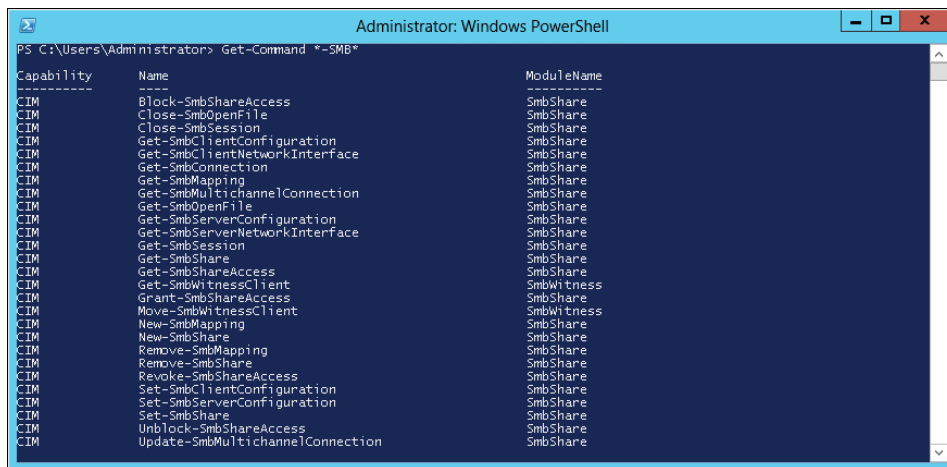 Administrator: Windows PowerShell
PS C:\Users\Administrator> Get-Command *-SMB*
Capability Name ModuleName
---------- ---- ----------
CIM Block-SmbShareAccess SmbShare
CIM Close-SmbOpenFile SmbShare
CIM Close-SmbSession SmbShare
CIM Get-SmbClientConfiguration SmbShare
CIM Get-SmbClientNetworkInterface SmbShare
CIM Get-SmbConnection SmbShare
CIM Get-SmbMapping SmbShare
CIM Get-SmbMultichannelConnection SmbShare
CIM Get-SmbOpenFile SmbShare
CIM Get-SmbServerConfiguration SmbShare
CIM Get-SmbServerNetworkInterface SmbShare
CIM Get-SmbSession SmbShare
CIM Get-SmbShare SmbShare
CIM Get-SmbShareAccess SmbShare
CIM Get-SmbWitnessClient SmbWitness
CIM Grant-SmbShareAccess SmbShare
CIM Move-SmbWitnessClient SmbWitness
CIM New-SmbMapping SmbShare
CIM New-SmbShare SmbShare
CIM Remove-SmbMapping SmbShare
CIM Remove-SmbShare SmbShare
CIM Revoke-SmbShareAccess SmbShare
CIM Set-SmbClientConfiguration SmbShare
CIM Set-SmbServerConfiguration SmbShare
CIM Set-SmbShare SmbShare
CIM Unblock-SmbShareAccess SmbShare
CIM Update-SmbMultichannelConnection SmbShare